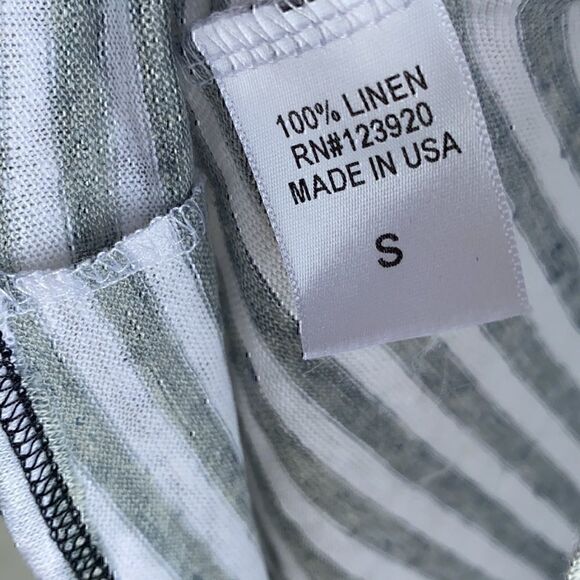 100% LINEN
RN#123920
MADE IN USA
S